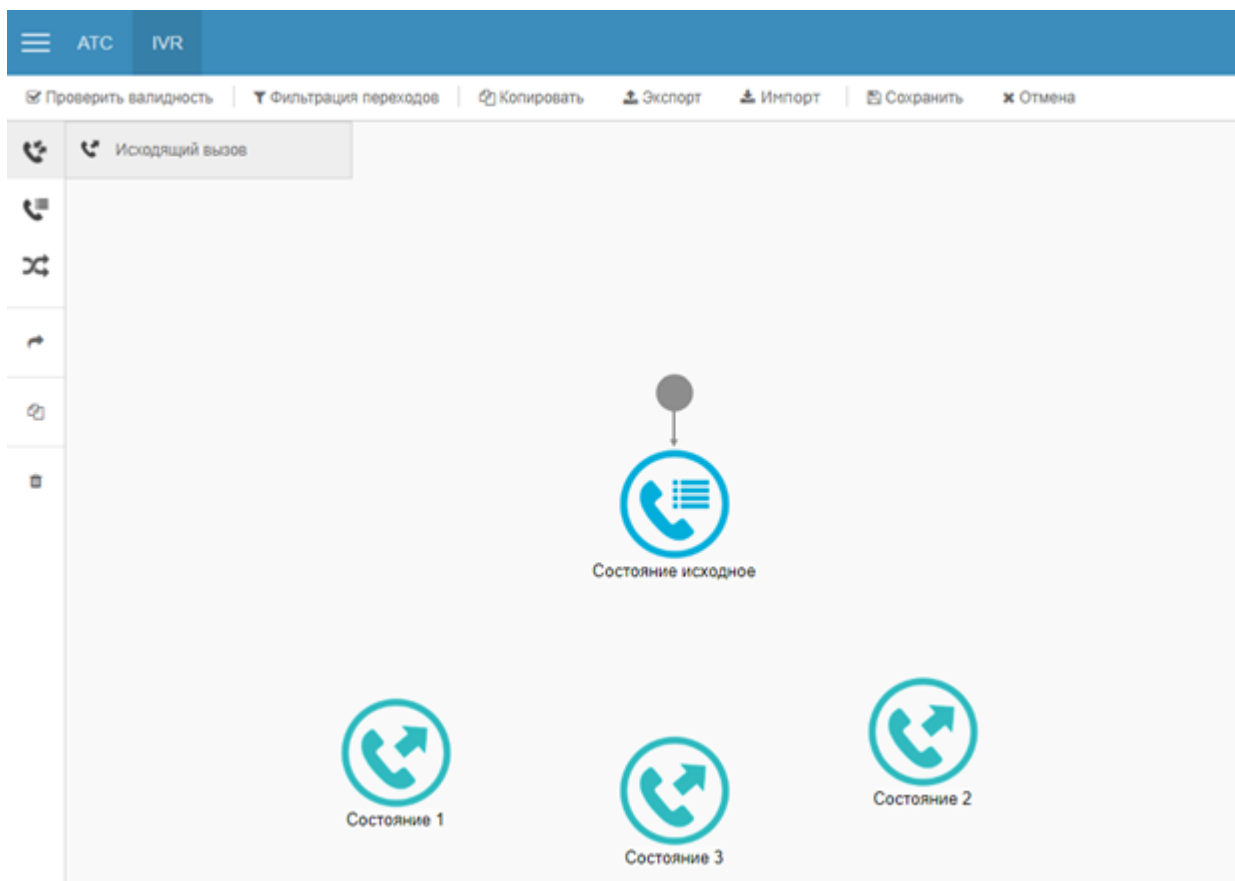 АТС IVR
Проверить валидность Фильтрация переходов Копировать Экспорт Импорт Сохранить Отмена
Исходящий вызов
Состояние исходное
Состояние 1
Состояние 2
Состояние 3